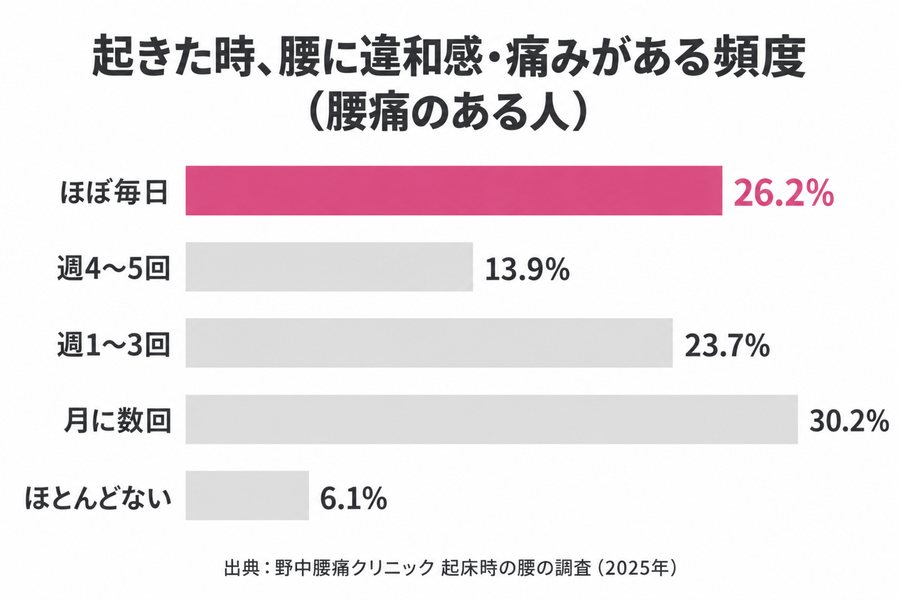 起きた時、腰に違和感・痛みがある頻度
（腰痛のある人）
ほぼ毎日 26.2%
週4〜5回 13.9%
週1〜3回 23.7%
月に数回 30.2%
ほとんどない 6.1%
出典：野中腰痛クリニック 起床時の腰の調査（2025年）